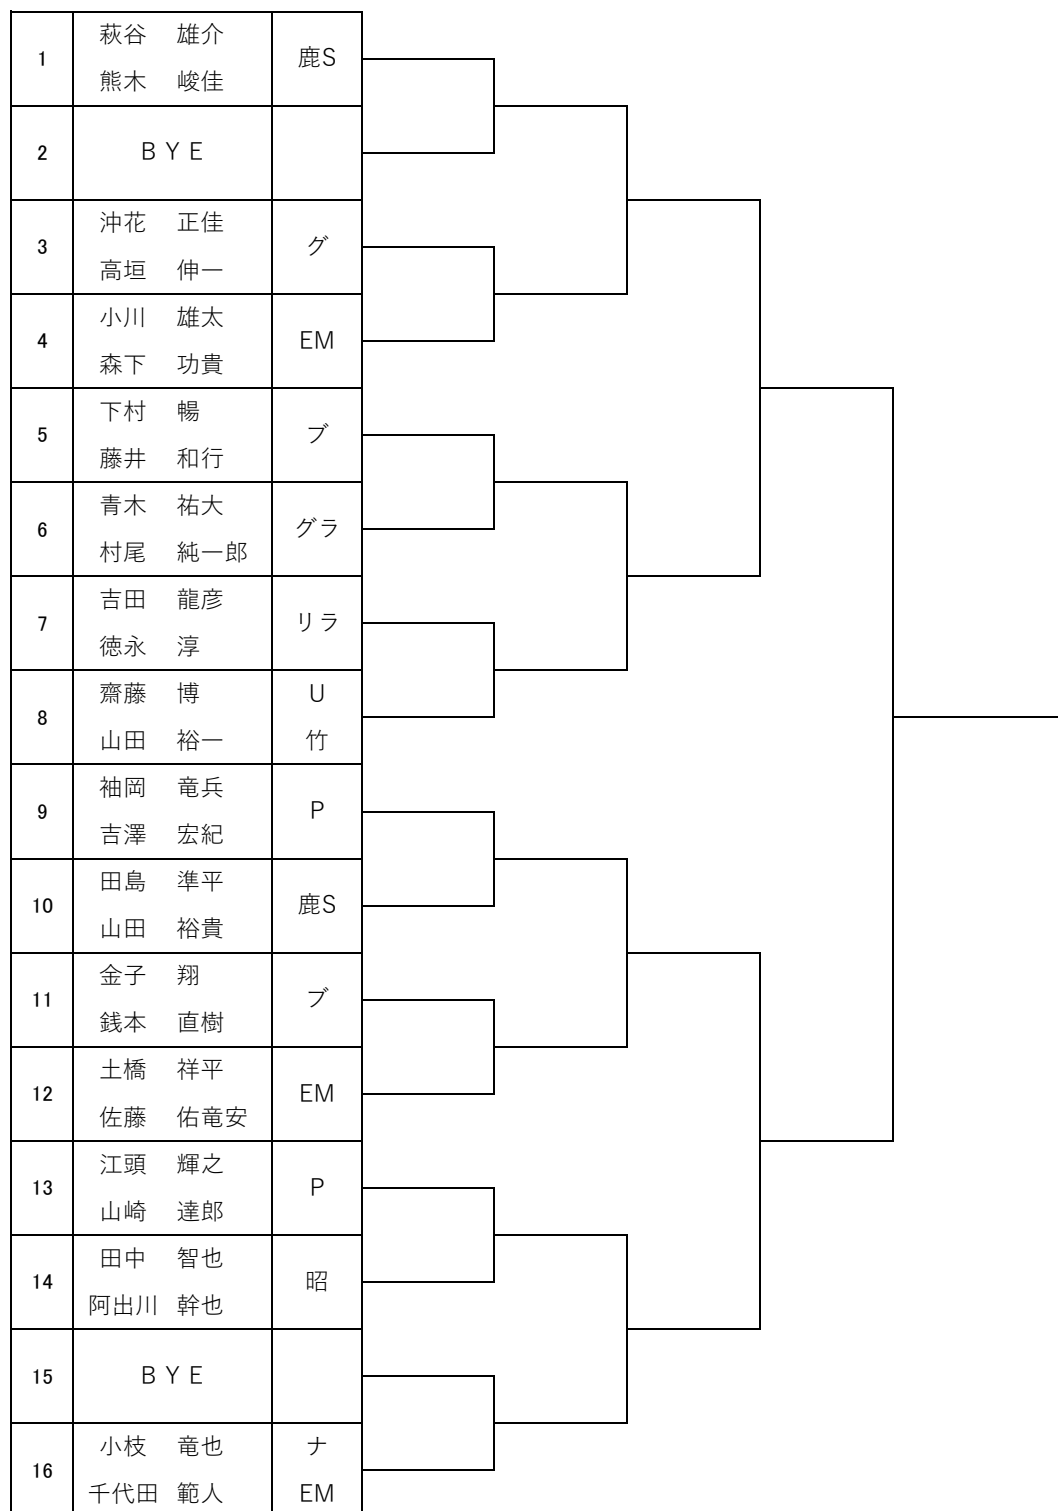 1 萩谷 雄介 鹿S
熊木 峻佳
2 ＢＹＥ
3 沖花 正佳 グ
高垣 伸一
4 小川 雄太 EM
森下 功貴
5 下村 暢 ブ
藤井 和行
6 青木 祐大 グラ
村尾 純一郎
7 吉田 龍彦 リラ
徳永 淳
8 齋藤 博 U
山田 裕一 竹
9 袖岡 竜兵 P
吉澤 宏紀
10 田島 準平 鹿S
山田 裕貴
11 金子 翔 ブ
銭本 直樹
12 土橋 祥平 EM
佐藤 佑竜安
13 江頭 輝之 P
山崎 達郎
14 田中 智也 昭
阿出川 幹也
15 ＢＹＥ
16 小枝 竜也 ナ
千代田 範人 EM